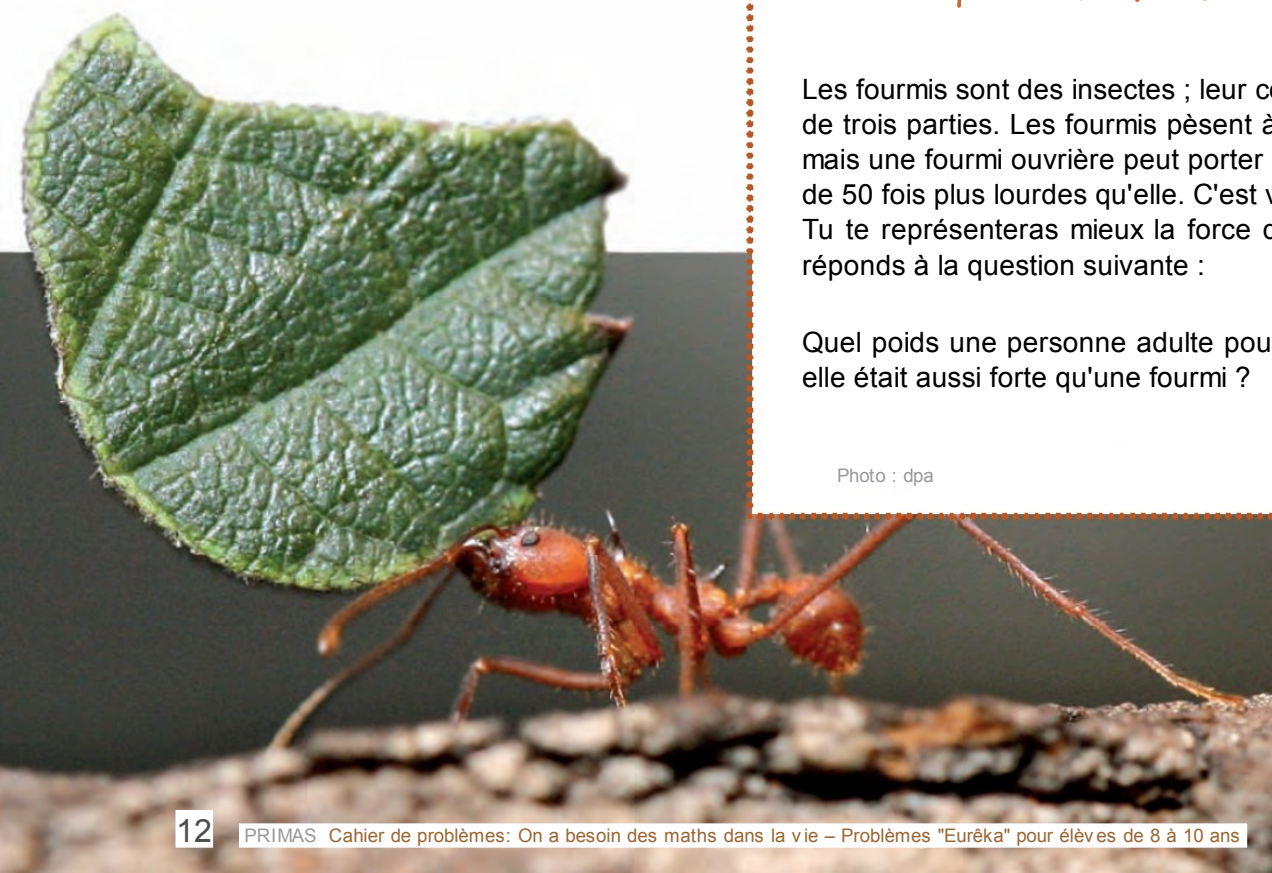 Les fourmis sont des insectes ; leur
de trois parties. Les fourmis pèsent à
mais une fourmi ouvrière peut porter
de 50 fois plus lourdes qu'elle. C'est
Tu te représenteras mieux la force
réponds à la question suivante :
Quel poids une personne adulte
elle était aussi forte qu'une fourmi ?
Photo : dpa
12
PRIMAS Cahier de problèmes: On a besoin des maths dans la vie – Problèmes "Eurêka" pour élèves de 8 à 10 ans